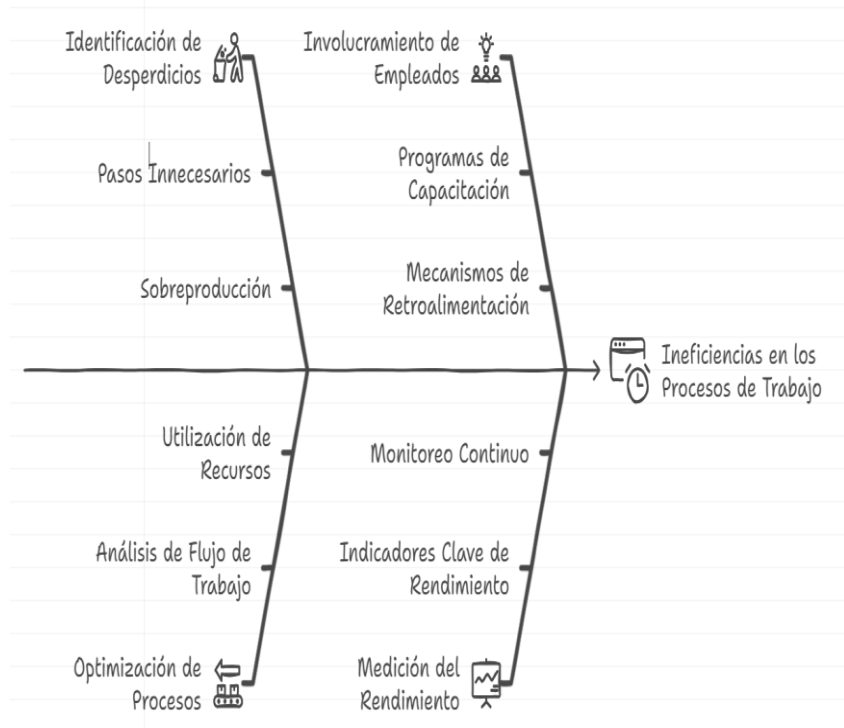 Identificación de
Desperdicios
Involucramiento de
Empleados
Pasos Innecesarios
Programas de
Capacitación
Sobreproducción
Mecanismos de
Retroalimentación
Ineficiencias en los
Procesos de Trabajo
Utilización de
Recursos
Monitoreo Continuo
Análisis de Flujo de
Trabajo
Indicadores Clave de
Rendimiento
Optimización de
Procesos
Medición del
Rendimiento